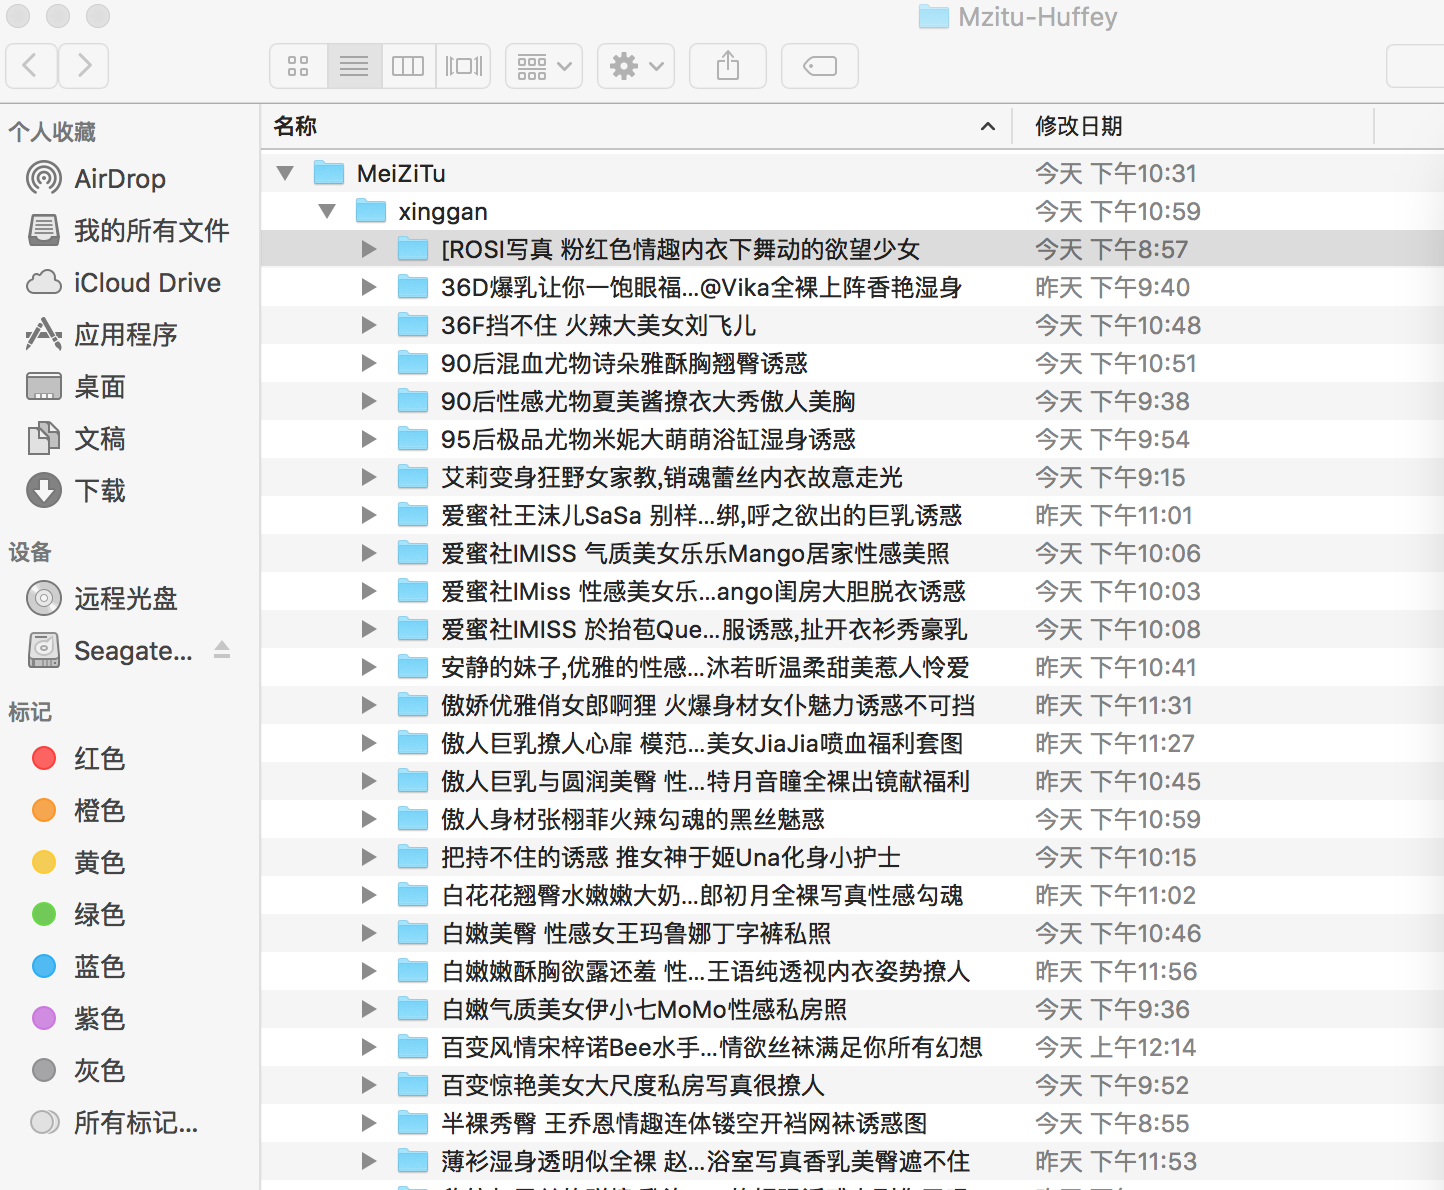 Mzitu-Huffey
名称 修改日期
个人收藏
AirDrop
我的所有文件
iCloud Drive
应用程序
桌面
文稿
下载
设备
远程光盘
Seagate...
标记
红色
橙色
黄色
绿色
蓝色
紫色
灰色
所有标记...
MeiZiTu 今天 下午10:31
xinggan 今天 下午10:59
[ROSI写真 粉红色情趣内衣下舞动的欲望少女 今天 下午8:57
36D爆乳让你一饱眼福...@Vika全裸上阵香艳湿身 昨天 下午9:40
36F挡不住 火辣大美女刘飞儿 今天 下午10:48
90后混血尤物诗朵雅酥胸翘臀诱惑 今天 下午10:51
90后性感尤物夏美酱撩衣大秀傲人美胸 今天 下午9:38
95后极品尤物米妮大萌萌浴缸湿身诱惑 今天 下午9:54
艾莉变身狂野女家教,销魂蕾丝内衣故意走光 今天 下午9:15
爱蜜社王沫儿SaSa 别样...绑,呼之欲出的巨乳诱惑 昨天 下午11:01
爱蜜社IMISS 气质美女乐乐Mango居家性感美照 今天 下午10:06
爱蜜社IMiss 性感美女乐...ango闺房大胆脱衣诱惑 今天 下午10:03
爱蜜社IMISS 於抬苞Que...服诱惑,扯开衣衫秀豪乳 今天 下午10:08
安静的妹子,优雅的性感...沐若昕温柔甜美惹人怜爱 今天 下午10:41
傲娇优雅俏女郎啊狸 火爆身材女仆魅力诱惑不可挡 昨天 下午11:31
傲人巨乳撩人心扉 模范...美女JiaJia喷血福利套图 昨天 下午11:27
傲人巨乳与圆润美臀 性...特月音瞳全裸出镜献福利 昨天 下午10:45
傲人身材张栩菲火辣勾魂的黑丝魅惑 今天 下午10:59
把持不住的诱惑 推女神于姬Una化身小护士 今天 下午10:15
白花花翘臀水嫩嫩大奶...郎初月全裸写真性感勾魂 昨天 下午11:02
白嫩美臀 性感女王玛鲁娜丁字裤私照 今天 下午10:46
白嫩嫩酥胸欲露还羞 性...王语纯透视内衣姿势撩人 昨天 下午11:56
白嫩气质美女伊小七MoMo性感私房照 今天 下午9:36
百变风情宋梓诺Bee水手...情欲丝袜满足你所有幻想 今天 上午12:14
百变惊艳美女大尺度私房写真很撩人 今天 下午9:52
半裸秀臀 王乔恩情趣连体镂空开裆网袜诱惑图 今天 下午8:55
薄衫湿身透明似全裸 赵...浴室写真香乳美臀遮不住 昨天 下午11:53